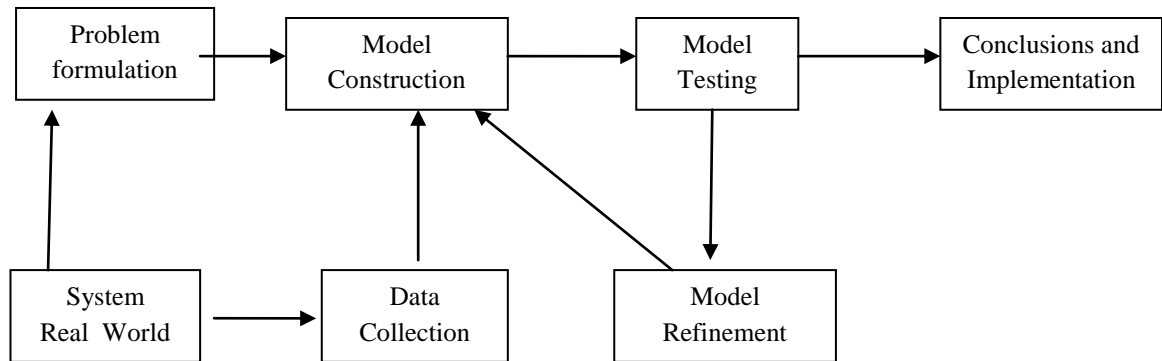 Problem
formulation
Model
Construction
Model
Testing
Conclusions and
Implementation
System
Real World
Data
Collection
Model
Refinement